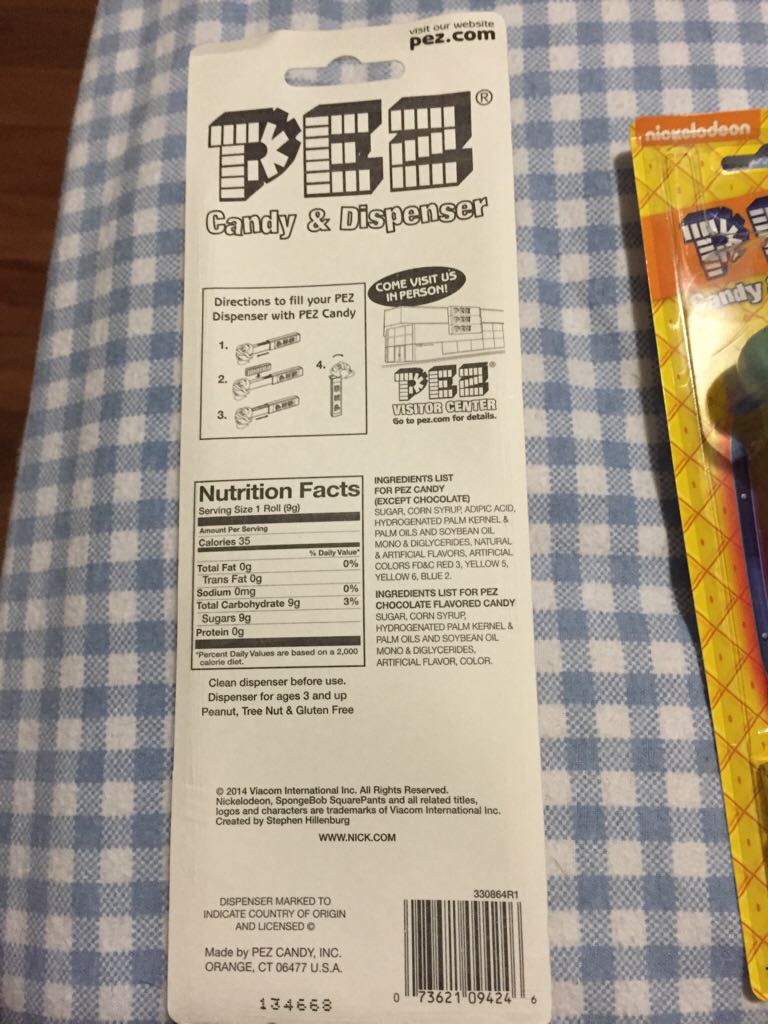 visit our website
pez.com
PEZ®
Candy & Dispenser
Directions to fill your PEZ
Dispenser with PEZ Candy
1.
2.
3.
4.
COME VISIT US
IN PERSON!
PEZ
PEZ
PEZ
PEZ®
VISITOR CENTER
Go to pez.com for details.
Nutrition Facts
Serving Size 1 Roll (9g)
Amount Per Serving
Calories 35
% Daily Value*
Total Fat 0g 0%
Trans Fat 0g
Sodium 0mg 0%
Total Carbohydrate 9g 3%
Sugars 9g
Protein 0g
*Percent Daily Values are based on a 2,000
calorie diet.
INGREDIENTS LIST
FOR PEZ CANDY
(EXCEPT CHOCOLATE)
SUGAR, CORN SYRUP, ADIPIC ACID,
HYDROGENATED PALM KERNEL &
PALM OILS AND SOYBEAN OIL
MONO & DIGLYCERIDES, NATURAL
& ARTIFICIAL FLAVORS, ARTIFICIAL
COLORS FD&C RED 3, YELLOW 5,
YELLOW 6, BLUE 2.
INGREDIENTS LIST FOR PEZ
CHOCOLATE FLAVORED CANDY
SUGAR, CORN SYRUP,
HYDROGENATED PALM KERNEL &
PALM OILS AND SOYBEAN OIL
MONO & DIGLYCERIDES,
ARTIFICIAL FLAVOR, COLOR.
Clean dispenser before use.
Dispenser for ages 3 and up
Peanut, Tree Nut & Gluten Free
© 2014 Viacom International Inc. All Rights Reserved.
Nickelodeon, SpongeBob SquarePants and all related titles,
logos and characters are trademarks of Viacom International Inc.
Created by Stephen Hillenburg
WWW.NICK.COM
DISPENSER MARKED TO
INDICATE COUNTRY OF ORIGIN
AND LICENSED ©
Made by PEZ CANDY, INC.
ORANGE, CT 06477 U.S.A.
134668
330864R1
0 73621 09424 6
nickelodeon
Candy